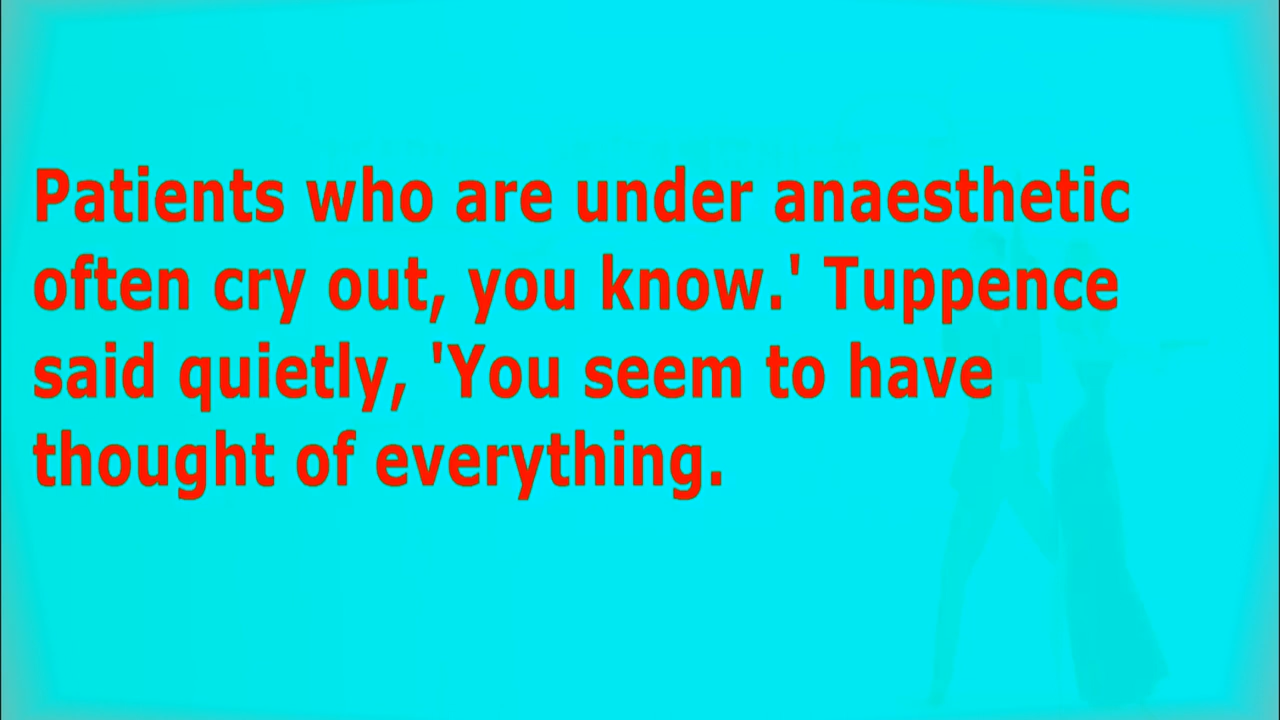 Patients who are under anaesthetic
often cry out, you know.' Tuppence
said quietly, 'You seem to have
thought of everything.